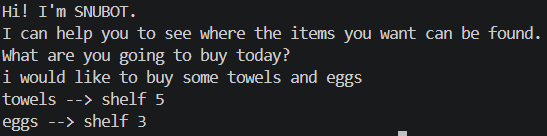 Hi! I'm SNUBOT.
I can help you to see where the items you want can be found.
What are you going to buy today?
i would like to buy some towels and eggs
towels --> shelf 5
eggs --> shelf 3